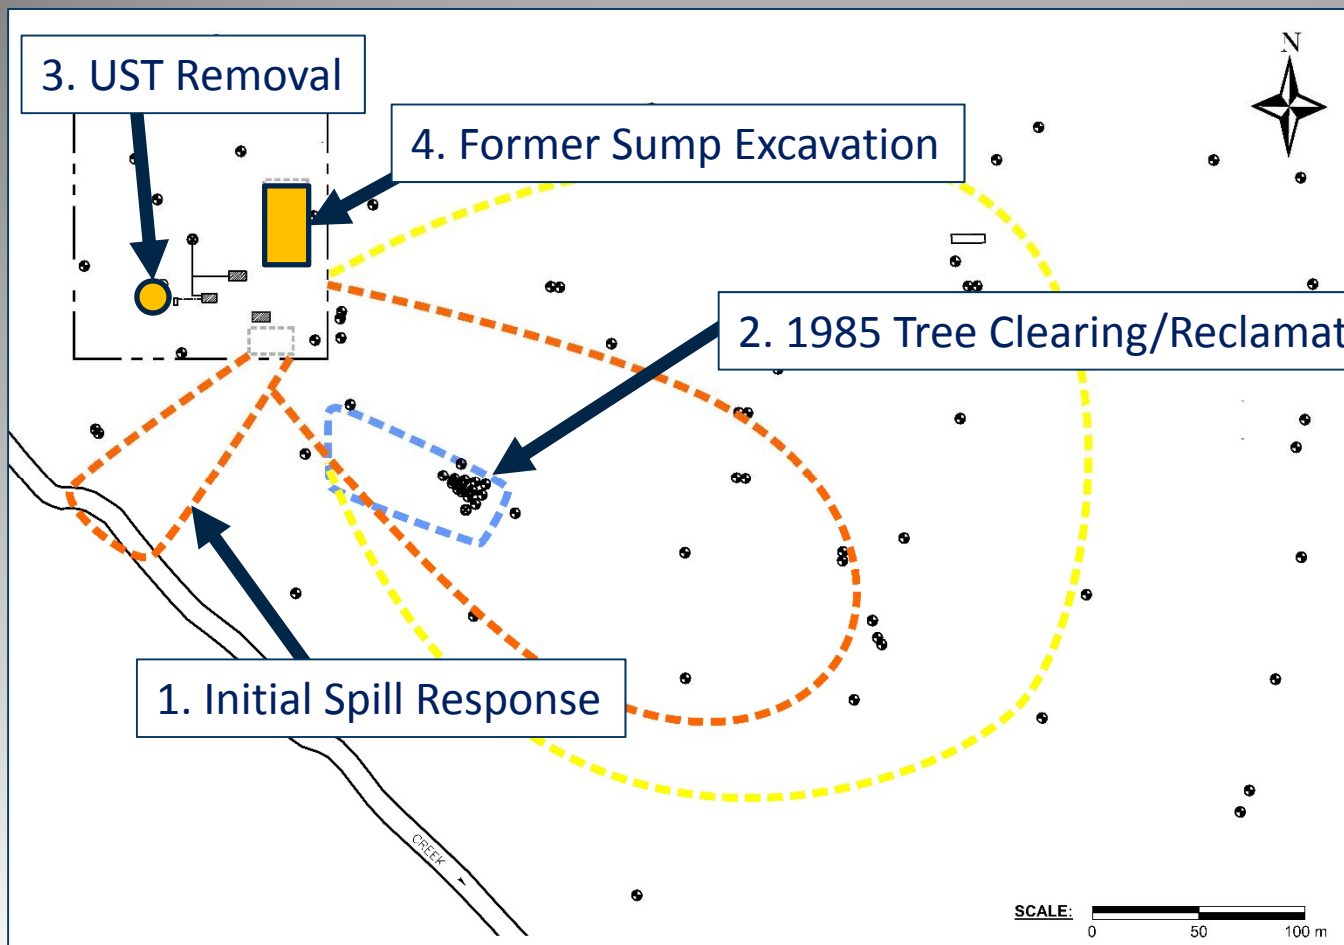 N
3. UST Removal
4. Former Sump Excavation
2. 1985 Tree Clearing/Reclamat
1. Initial Spill Response
CREEK
SCALE:
0 50 100 m